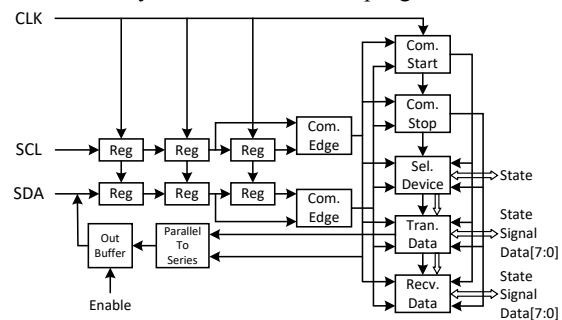 CLK
Com.
Start
Com.
Stop
Com.
Edge
SCL
Reg
Reg
Reg
SDA
Reg
Reg
Reg
Com.
Edge
Sel.
Device
State
Out
Buffer
Parallel
To
Series
Tran.
Data
State
Signal
Data[7:0]
Enable
Recv.
Data
State
Signal
Data[7:0]